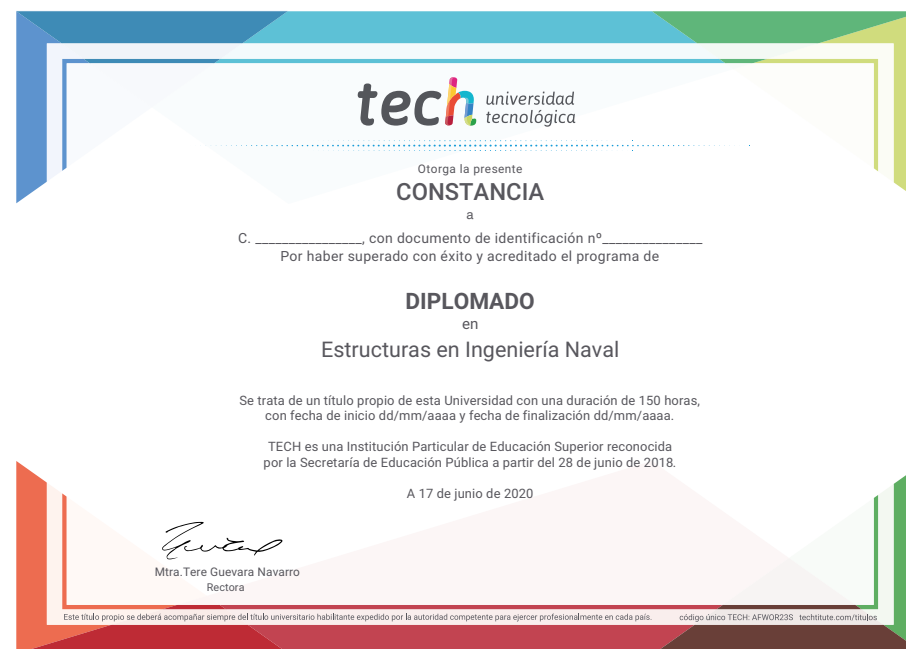 tech universidad
tecnológica
Otorga la presente
CONSTANCIA
a
C. ________________, con documento de identificación nº_______________
Por haber superado con éxito y acreditado el programa de
DIPLOMADO
en
Estructuras en Ingeniería Naval
Se trata de un título propio de esta Universidad con una duración de 150 horas,
con fecha de inicio dd/mm/aaaa y fecha de finalización dd/mm/aaaa.
TECH es una Institución Particular de Educación Superior reconocida
por la Secretaría de Educación Pública a partir del 28 de junio de 2018.
A 17 de junio de 2020
Mtra.Tere Guevara Navarro
Rectora
Este título propio se deberá acompañar siempre del título universitario habilitante expedido por la autoridad competente para ejercer profesionalmente en cada país. código único TECH: AFWOR23S techtitute.com/titulos